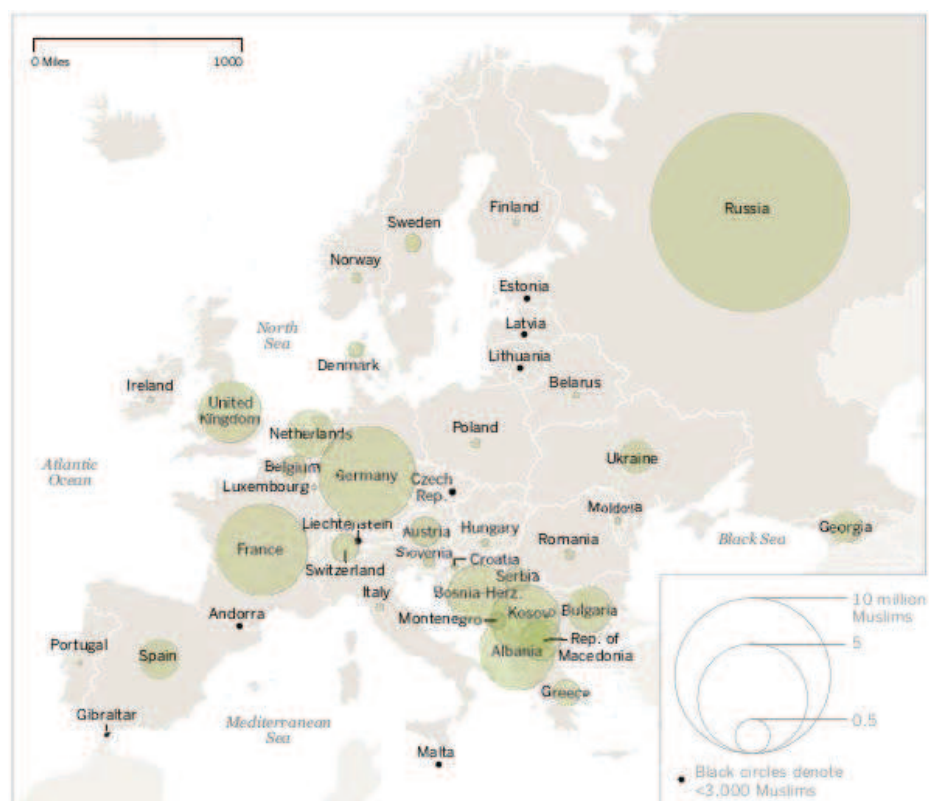 0 Miles 1000
Finland
Russia
Sweden
Norway
Estonia
North
Sea
Latvia
Lithuania
Denmark
Ireland
Belarus
United
Kingdom
Netherlands
Poland
Atlantic
Ocean
Belgium
Germany
Ukraine
Luxembourg
Czech
Rep.
Moldova
Liechtenstein
Austria
Hungary
Georgia
France
Romania
Black Sea
Slovenia
Croatia
Switzerland
Serbia
Italy
Bosnia-Herz.
Andorra
Montenegro
Kosovo
Bulgaria
Portugal
Spain
Albania
Rep. of
Macedonia
Greece
Gibraltar
Mediterranean
Sea
Malta
10 million
Muslims
5
0.5
Black circles denote
<3,000 Muslims